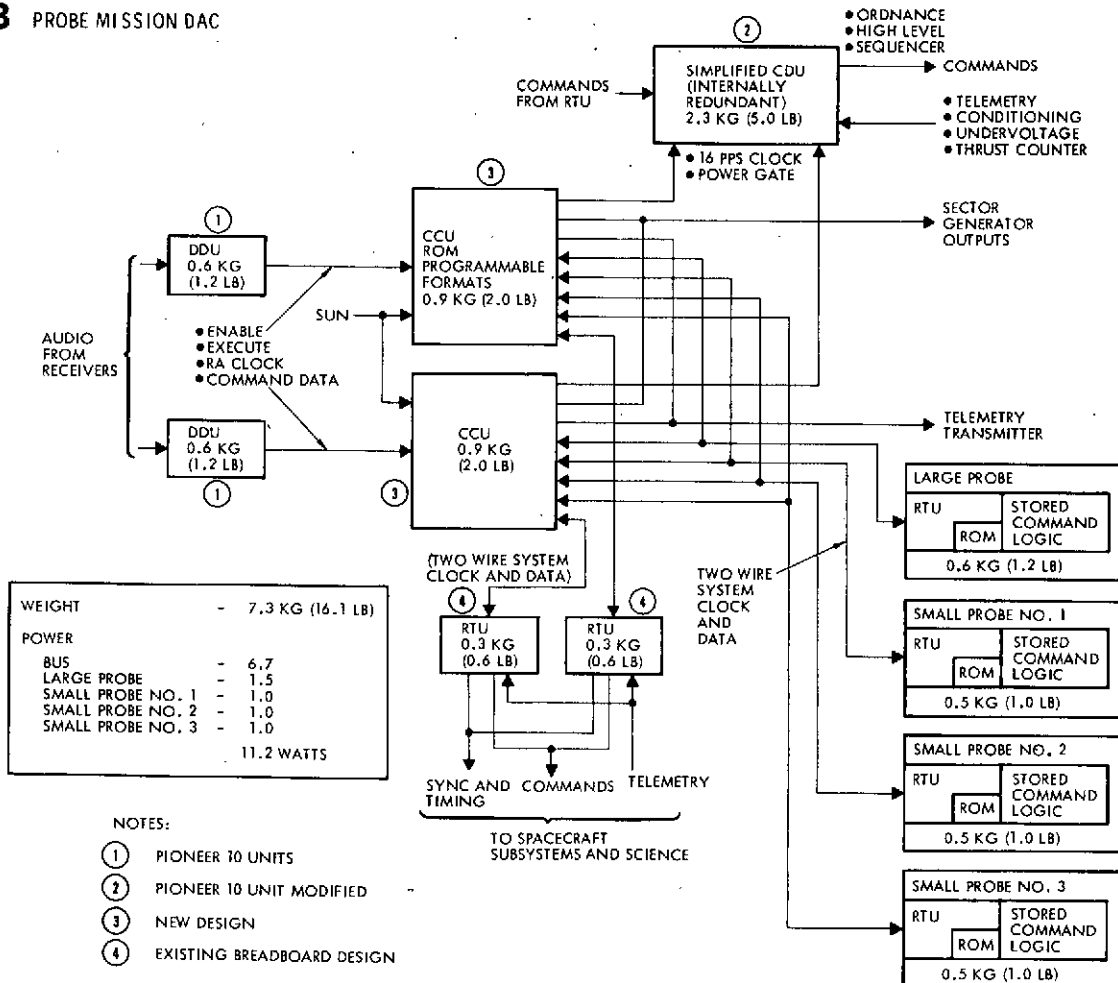 B PROBE MISSION DAC
● ORDNANCE
● HIGH LEVEL
● SEQUENCER
COMMANDS
2
SIMPLIFIED CDU
(INTERNALLY
REDUNDANT)
2.3 KG (5.0 LB)
COMMANDS
FROM RTU
● TELEMETRY
● CONDITIONING
● UNDERVOLTAGE
● THRUST COUNTER
● 16 PPS CLOCK
● POWER GATE
SECTOR
GENERATOR
OUTPUTS
3
CCU
ROM
PROGRAMMABLE
FORMATS
0.9 KG (2.0 LB)
1
DDU
0.6 KG
(1.2 LB)
SUN
AUDIO
FROM
RECEIVERS
● ENABLE
● EXECUTE
● RA CLOCK
● COMMAND DATA
DDU
0.6 KG
(1.2 LB)
1
CCU
0.9 KG
(2.0 LB)
3
TELEMETRY
TRANSMITTER
LARGE PROBE
RTU
ROM
STORED
COMMAND
LOGIC
0.6 KG (1.2 LB)
(TWO WIRE SYSTEM
CLOCK AND DATA)
TWO WIRE
SYSTEM
CLOCK
AND
DATA
4
RTU
0.3 KG
(0.6 LB)
4
RTU
0.3 KG
(0.6 LB)
SMALL PROBE NO. 1
RTU
ROM
STORED
COMMAND
LOGIC
0.5 KG (1.0 LB)
WEIGHT - 7.3 KG (16.1 LB)
POWER
BUS - 6.7
LARGE PROBE - 1.5
SMALL PROBE NO. 1 - 1.0
SMALL PROBE NO. 2 - 1.0
SMALL PROBE NO. 3 - 1.0
11.2 WATTS
SMALL PROBE NO. 2
RTU
ROM
STORED
COMMAND
LOGIC
0.5 KG (1.0 LB)
SYNC AND
TIMING
COMMANDS
TELEMETRY
TO SPACECRAFT
SUBSYSTEMS AND SCIENCE
SMALL PROBE NO. 3
RTU
ROM
STORED
COMMAND
LOGIC
0.5 KG (1.0 LB)
NOTES:
1 PIONEER 10 UNITS
2 PIONEER 10 UNIT MODIFIED
3 NEW DESIGN
4 EXISTING BREADBOARD DESIGN